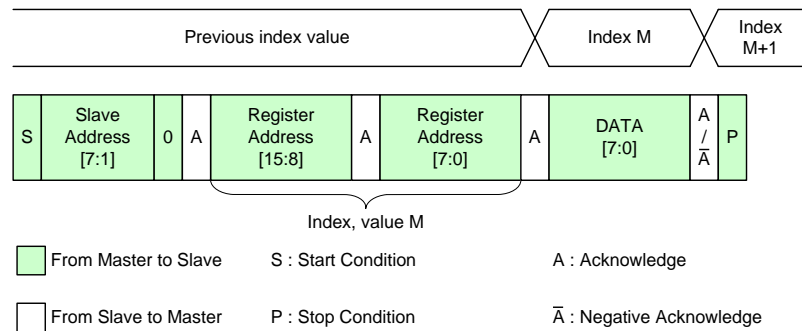 Previous index value
Index M
Index
M+1
S
Slave
Address
[7:1]
0
A
Register
Address
[15:8]
A
Register
Address
[7:0]
A
DATA
[7:0]
A
/
A̅
P
Index, value M
From Master to Slave
S : Start Condition
A : Acknowledge
From Slave to Master
P : Stop Condition
A̅ : Negative Acknowledge